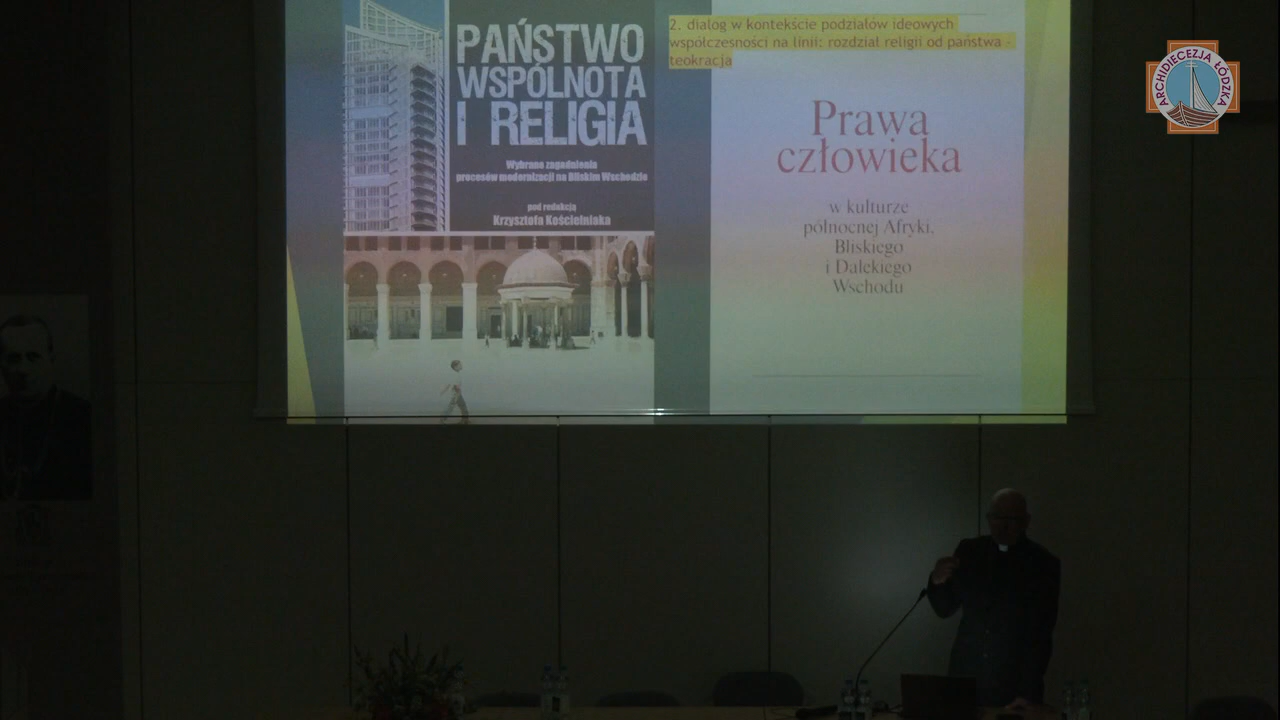 PAŃSTWO
WSPÓLNOTA
I RELIGIA
Wybrane zagadnienia
procesów modernizacji na Bliskim Wschodzie
pod redakcją
Krzysztofa Kościelniaka
2. dialog w kontekście podziałów ideowych
współczesności na linii: rozdział religii od państwa -
teokracja
Prawa
człowieka
w kulturze
północnej Afryki,
Bliskiego
i Dalekiego
Wschodu
ARCHIDIECEZJA ŁÓDZKA